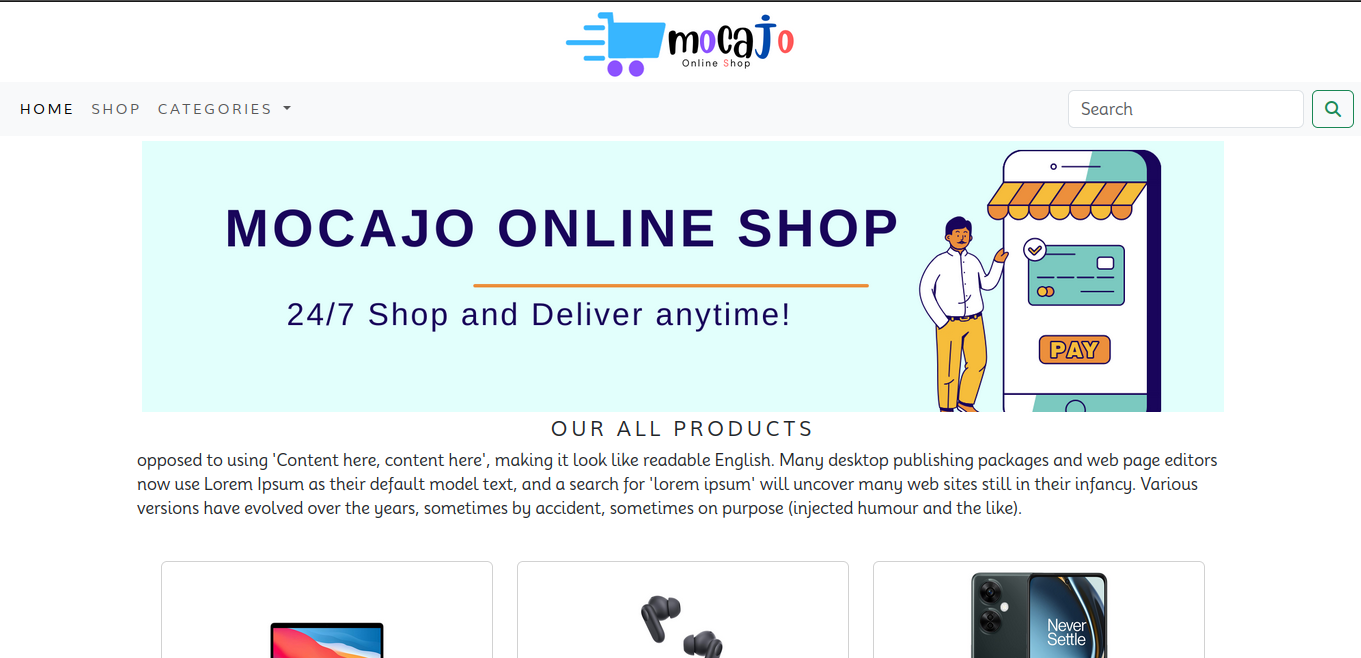 mocaJo
Online Shop
HOME SHOP CATEGORIES Search
MOCAJO ONLINE SHOP
24/7 Shop and Deliver anytime!
PAY
OUR ALL PRODUCTS
opposed to using 'Content here, content here', making it look like readable English. Many desktop publishing packages and web page editors
now use Lorem Ipsum as their default model text, and a search for 'lorem ipsum' will uncover many web sites still in their infancy. Various
versions have evolved over the years, sometimes by accident, sometimes on purpose (injected humour and the like).
Never
Settle